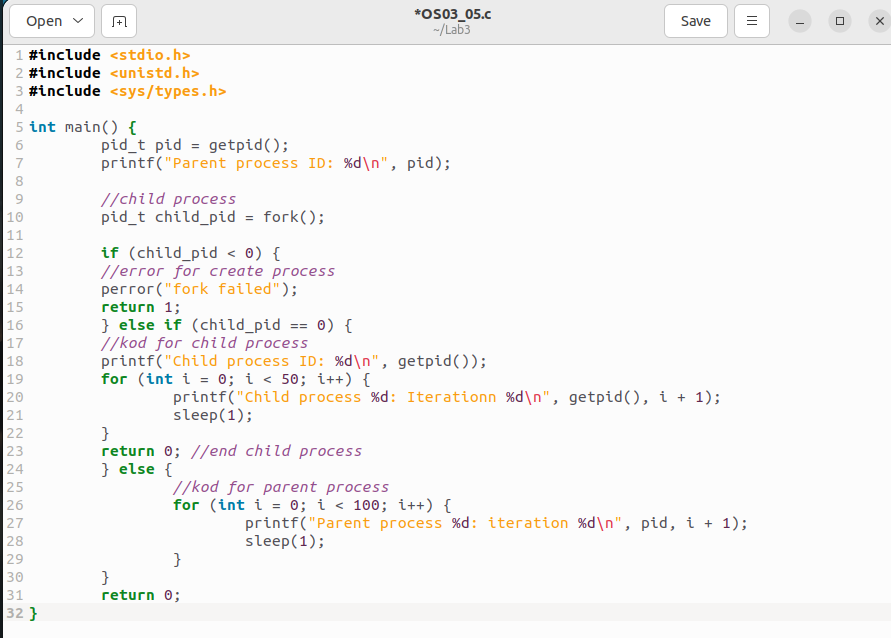 Open
*OS03_05.c
~/Lab3
Save
1 #include <stdio.h>
2 #include <unistd.h>
3 #include <sys/types.h>
4
5 int main() {
6 pid_t pid = getpid();
7 printf("Parent process ID: %d\n", pid);
8
9 //child process
10 pid_t child_pid = fork();
11
12 if (child_pid < 0) {
13 //error for create process
14 perror("fork failed");
15 return 1;
16 } else if (child_pid == 0) {
17 //kod for child process
18 printf("Child process ID: %d\n", getpid());
19 for (int i = 0; i < 50; i++) {
20 printf("Child process %d: Iterationn %d\n", getpid(), i + 1);
21 sleep(1);
22 }
23 return 0; //end child process
24 } else {
25 //kod for parent process
26 for (int i = 0; i < 100; i++) {
27 printf("Parent process %d: iteration %d\n", pid, i + 1);
28 sleep(1);
29 }
30 }
31 return 0;
32 }